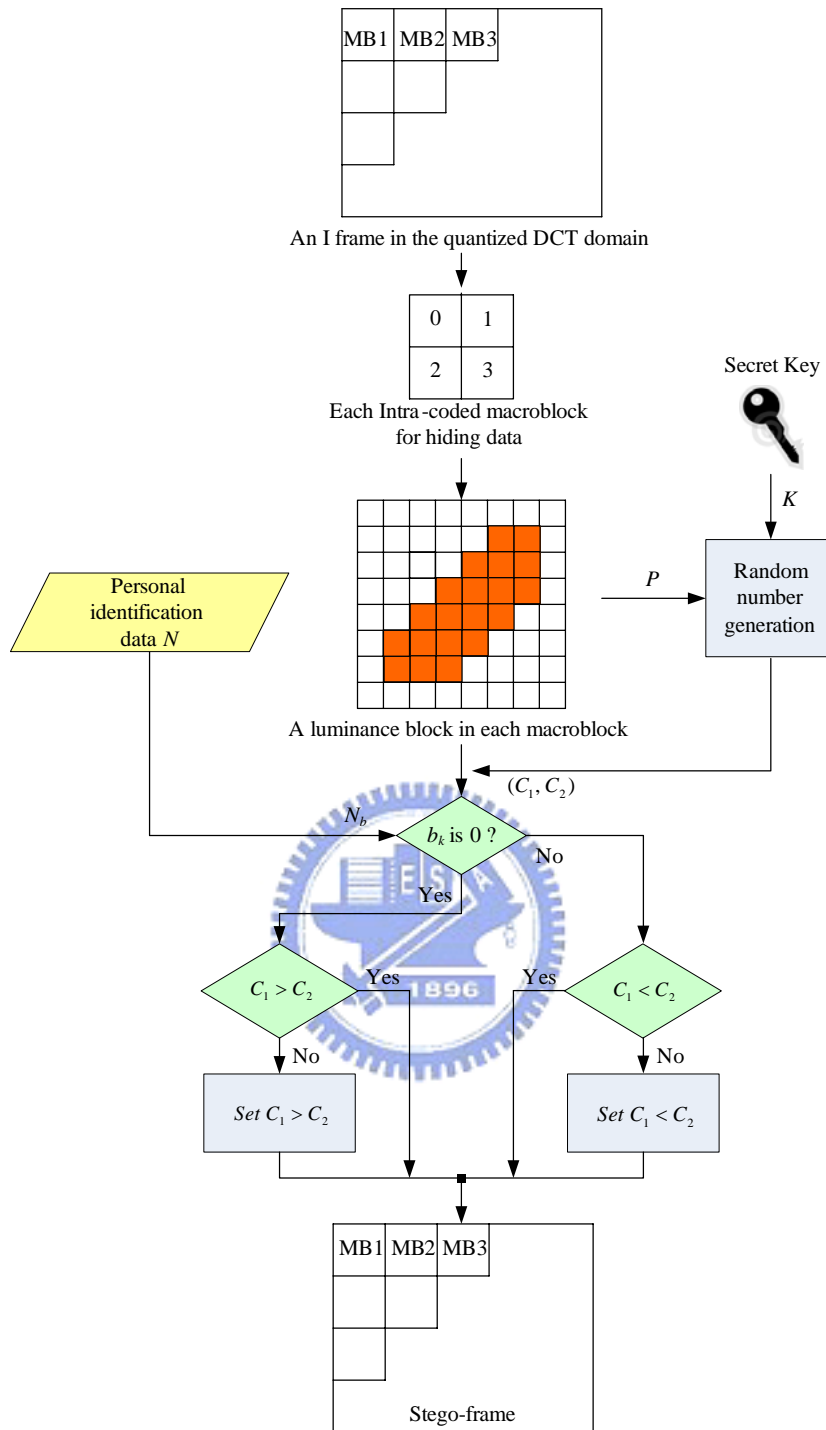 MB1 MB2 MB3
An I frame in the quantized DCT domain
0 1
2 3
Each Intra-coded macroblock
for hiding data
Secret Key
K
P
Random
number
generation
Personal
identification
data N
A luminance block in each macroblock
(C₁, C₂)
N_b
b_k is 0 ?
No
Yes
E S A
1896
C₁ > C₂
Yes
Yes
C₁ < C₂
No
No
Set C₁ > C₂
Set C₁ < C₂
MB1 MB2 MB3
Stego-frame